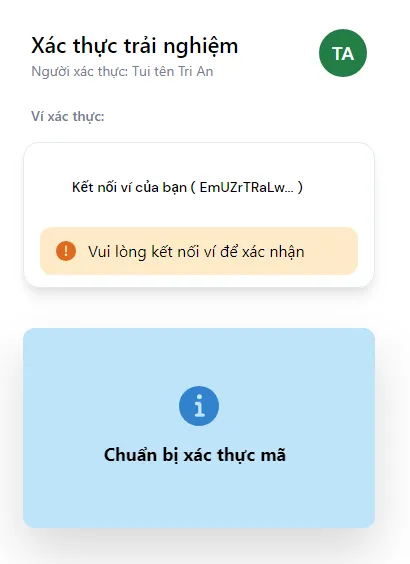 Xác thực trải nghiệm
TA
Người xác thực: Tui tên Tri An
Ví xác thực:
Kết nối ví của bạn ( EmUZrTRaLw... )
Vui lòng kết nối ví để xác nhận
Chuẩn bị xác thực mã